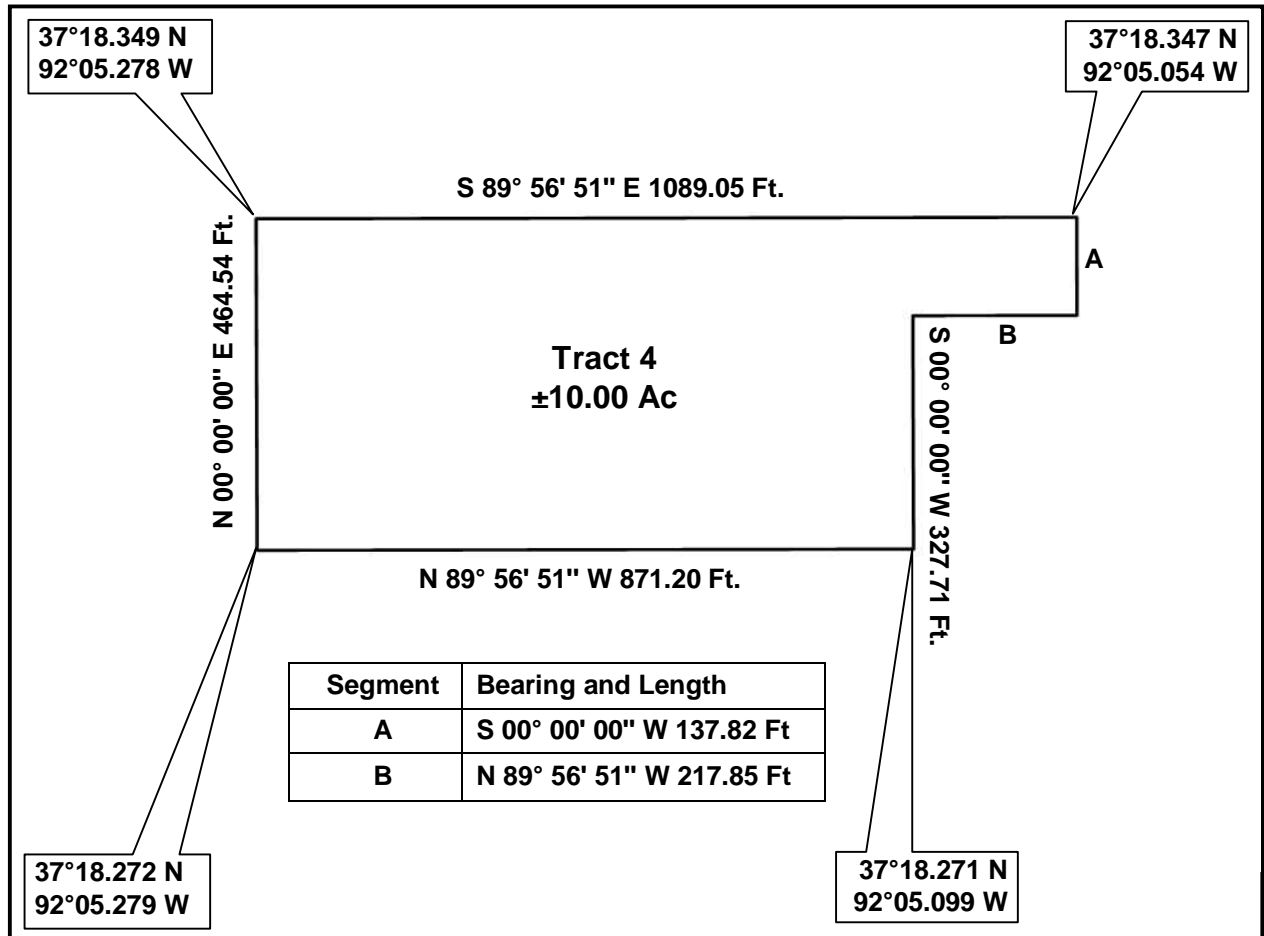 37°18.349 N
92°05.278 W
37°18.347 N
92°05.054 W
S 89° 56' 51" E 1089.05 Ft.
N 00° 00' 00" E 464.54 Ft.
A
B
Tract 4
±10.00 Ac
S 00° 00' 00" W 327.71 Ft.
N 89° 56' 51" W 871.20 Ft.
Segment Bearing and Length
A S 00° 00' 00" W 137.82 Ft
B N 89° 56' 51" W 217.85 Ft
37°18.272 N
92°05.279 W
37°18.271 N
92°05.099 W